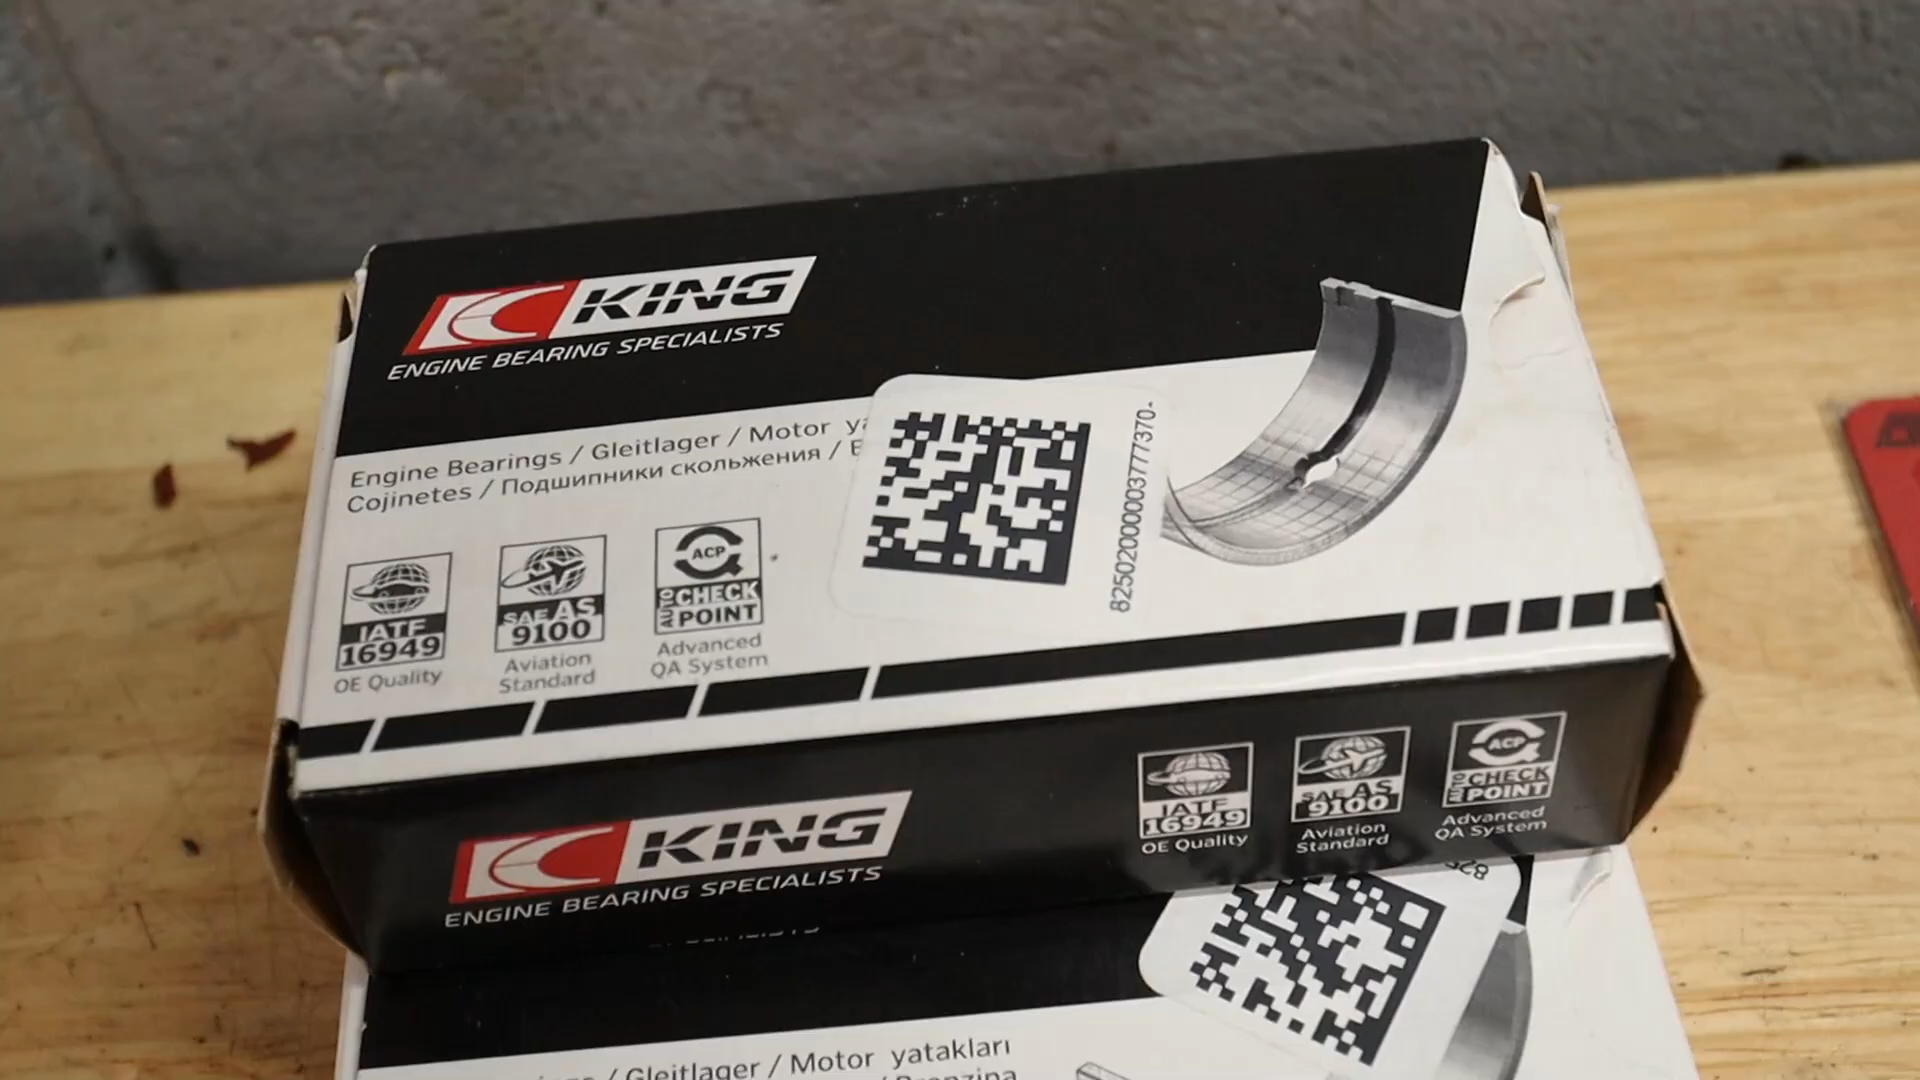 KING
ENGINE BEARING SPECIALISTS
Engine Bearings / Gleitlager / Motor
Cojinetes / Подшипники скольжения /
IATF
16949
OE Quality
SAE AS
9100
Aviation
Standard
ACP
AUTO CHECK
POINT
Advanced
QA System
KING
ENGINE BEARING SPECIALISTS
IATF
16949
OE Quality
SAE AS
9100
Aviation
Standard
ACP
AUTO CHECK
POINT
Advanced
QA System
/ Gleitlager / Motor yatakları